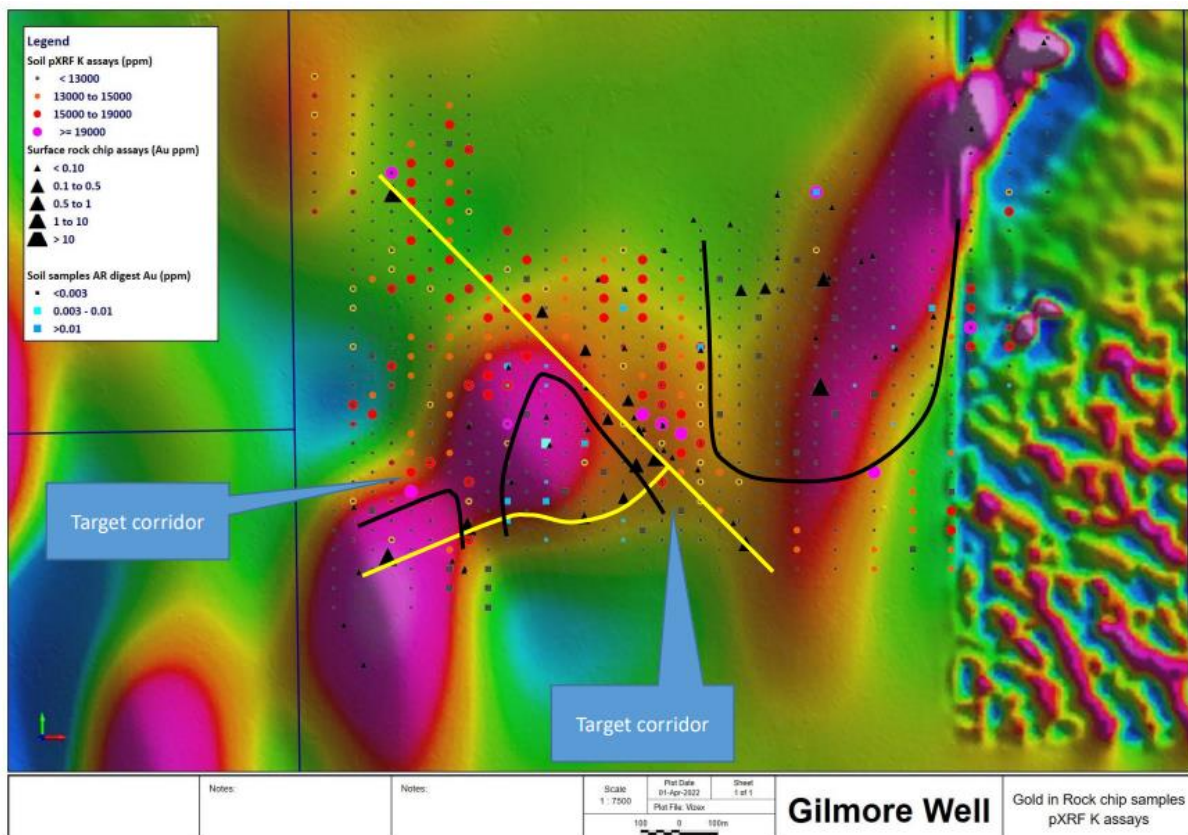 Legend
Soil pXRF K assays (ppm)
< 13000
13000 to 15000
15000 to 19000
>= 19000
Surface rock chip assays (Au ppm)
< 0.10
0.1 to 0.5
0.5 to 1
1 to 10
> 10
Soil samples AR digest Au (ppm)
<0.003
0.003 - 0.01
>0.01
Target corridor
Target corridor
Notes:
Notes:
Scale
1 : 7500
Plot Date
01-Apr-2022
Sheet
1 of 1
Plot File: Vizex
100 0 100m
Gilmore Well
Gold in Rock chip samples
pXRF K assays